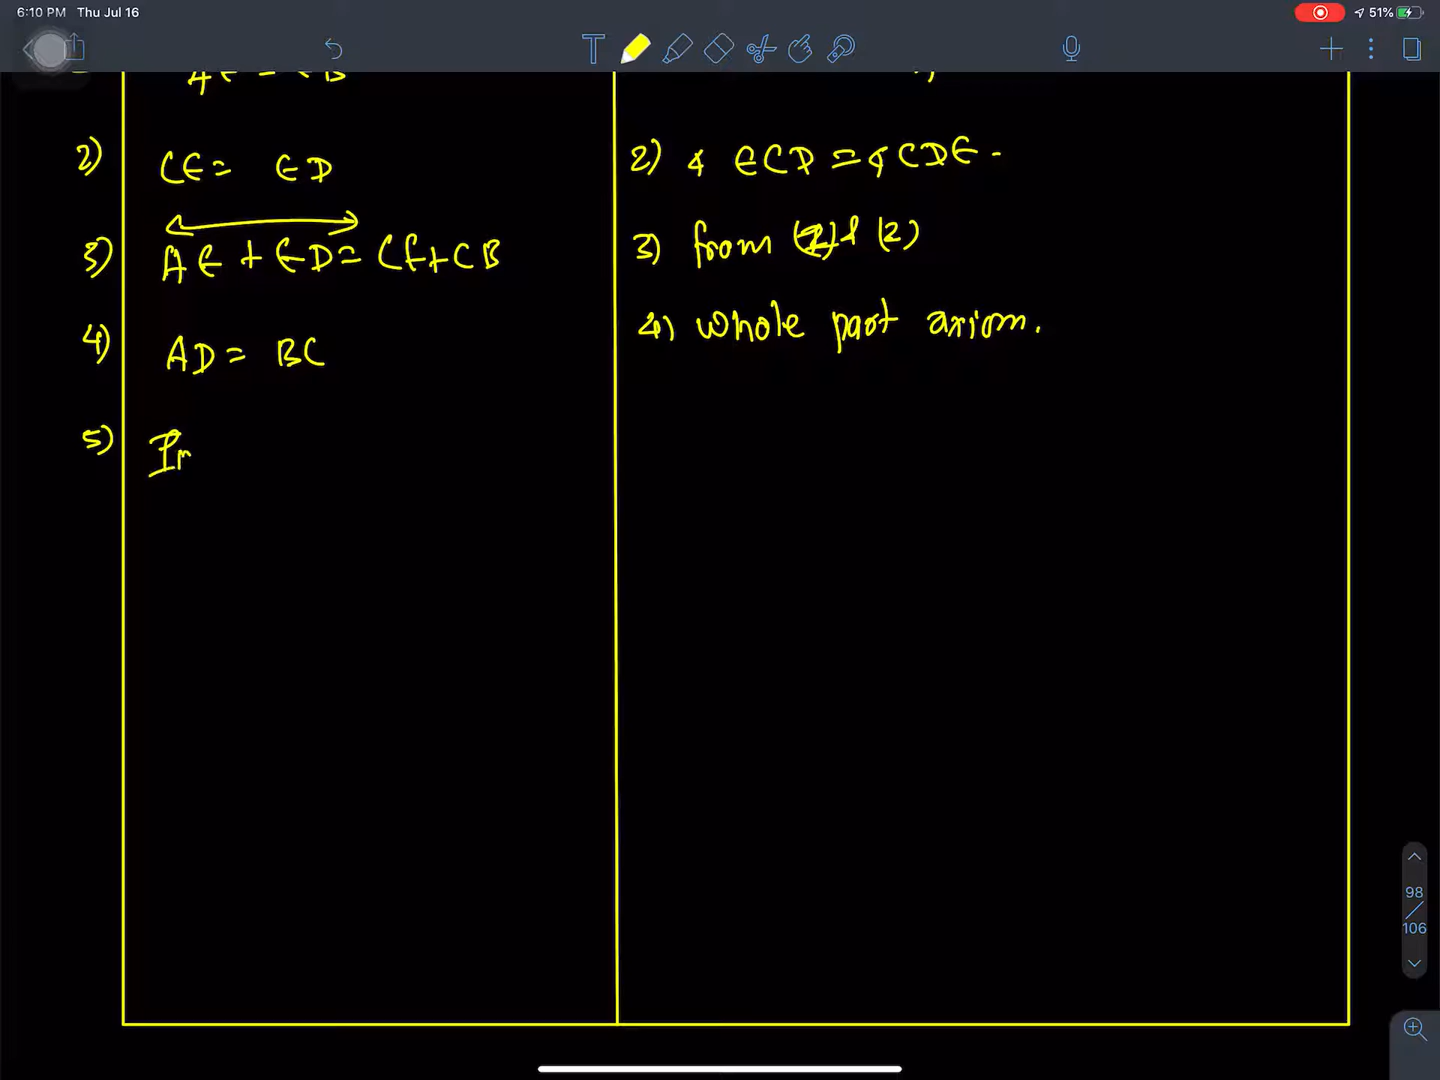 6:10 PM Thu Jul 16
51%
2) CE = ED
2) ∢ ECD = ∢ CDE -
3) AE + ED = CE + CB
3) from (1) & (2)
4) AD = BC
4) whole part axiom.
5) In
98
106